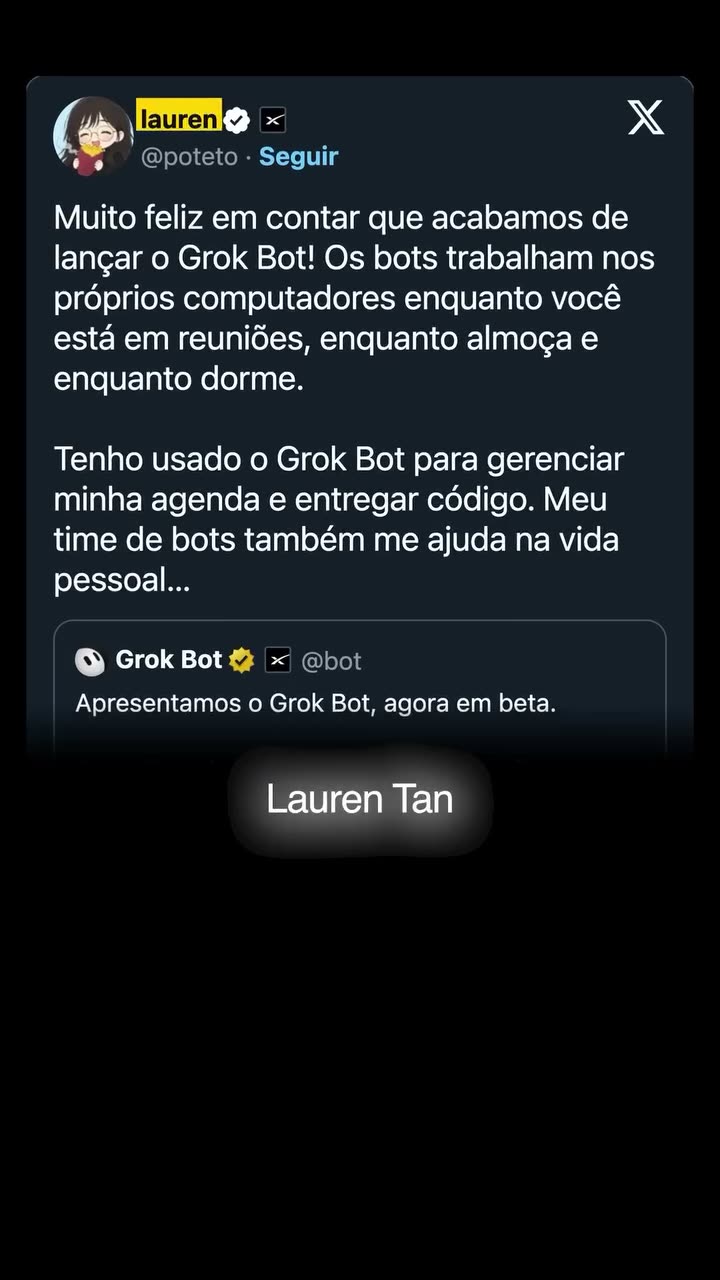 lauren
@poteto · Seguir
Muito feliz em contar que acabamos de
lançar o Grok Bot! Os bots trabalham nos
próprios computadores enquanto você
está em reuniões, enquanto almoça e
enquanto dorme.
Tenho usado o Grok Bot para gerenciar
minha agenda e entregar código. Meu
time de bots também me ajuda na vida
pessoal...
Grok Bot @bot
Apresentamos o Grok Bot, agora em beta.
Lauren Tan